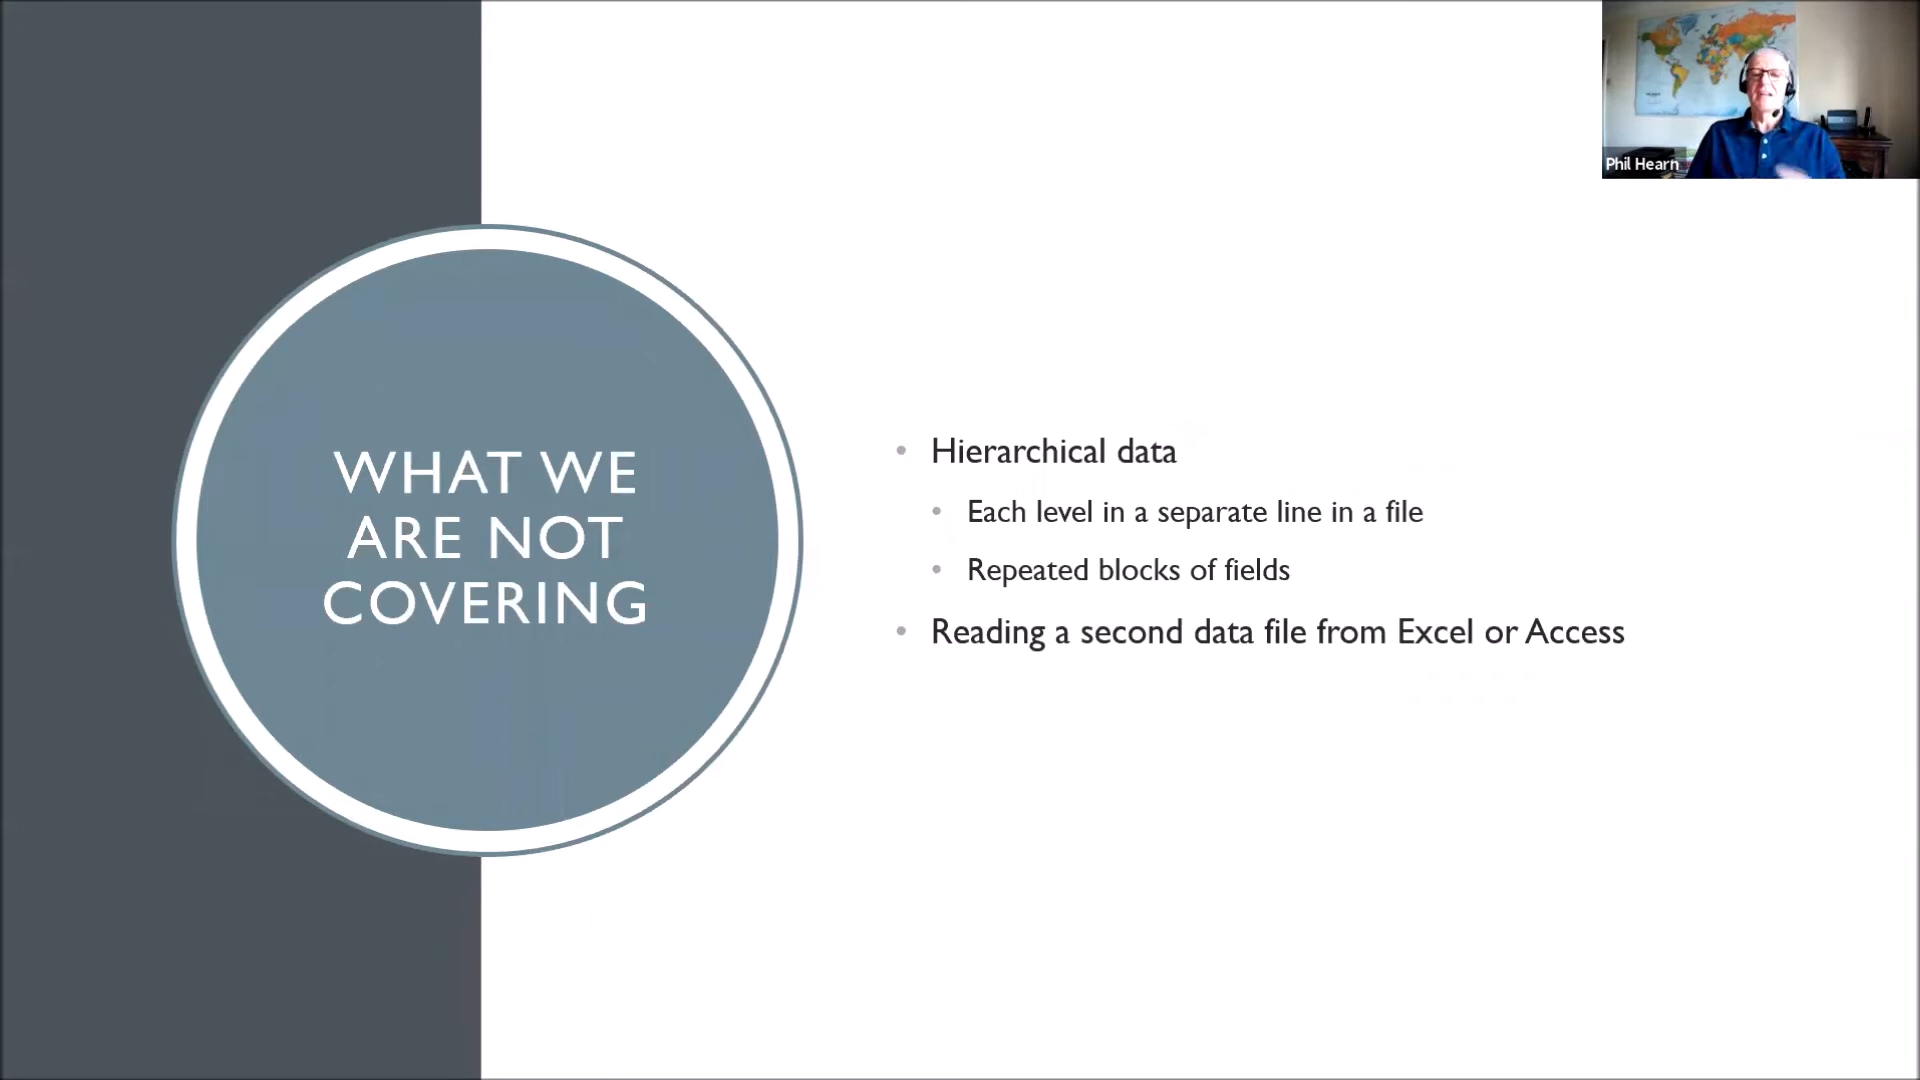 WHAT WE
ARE NOT
COVERING
• Hierarchical data
• Each level in a separate line in a file
• Repeated blocks of fields
• Reading a second data file from Excel or Access
Phil Hearn